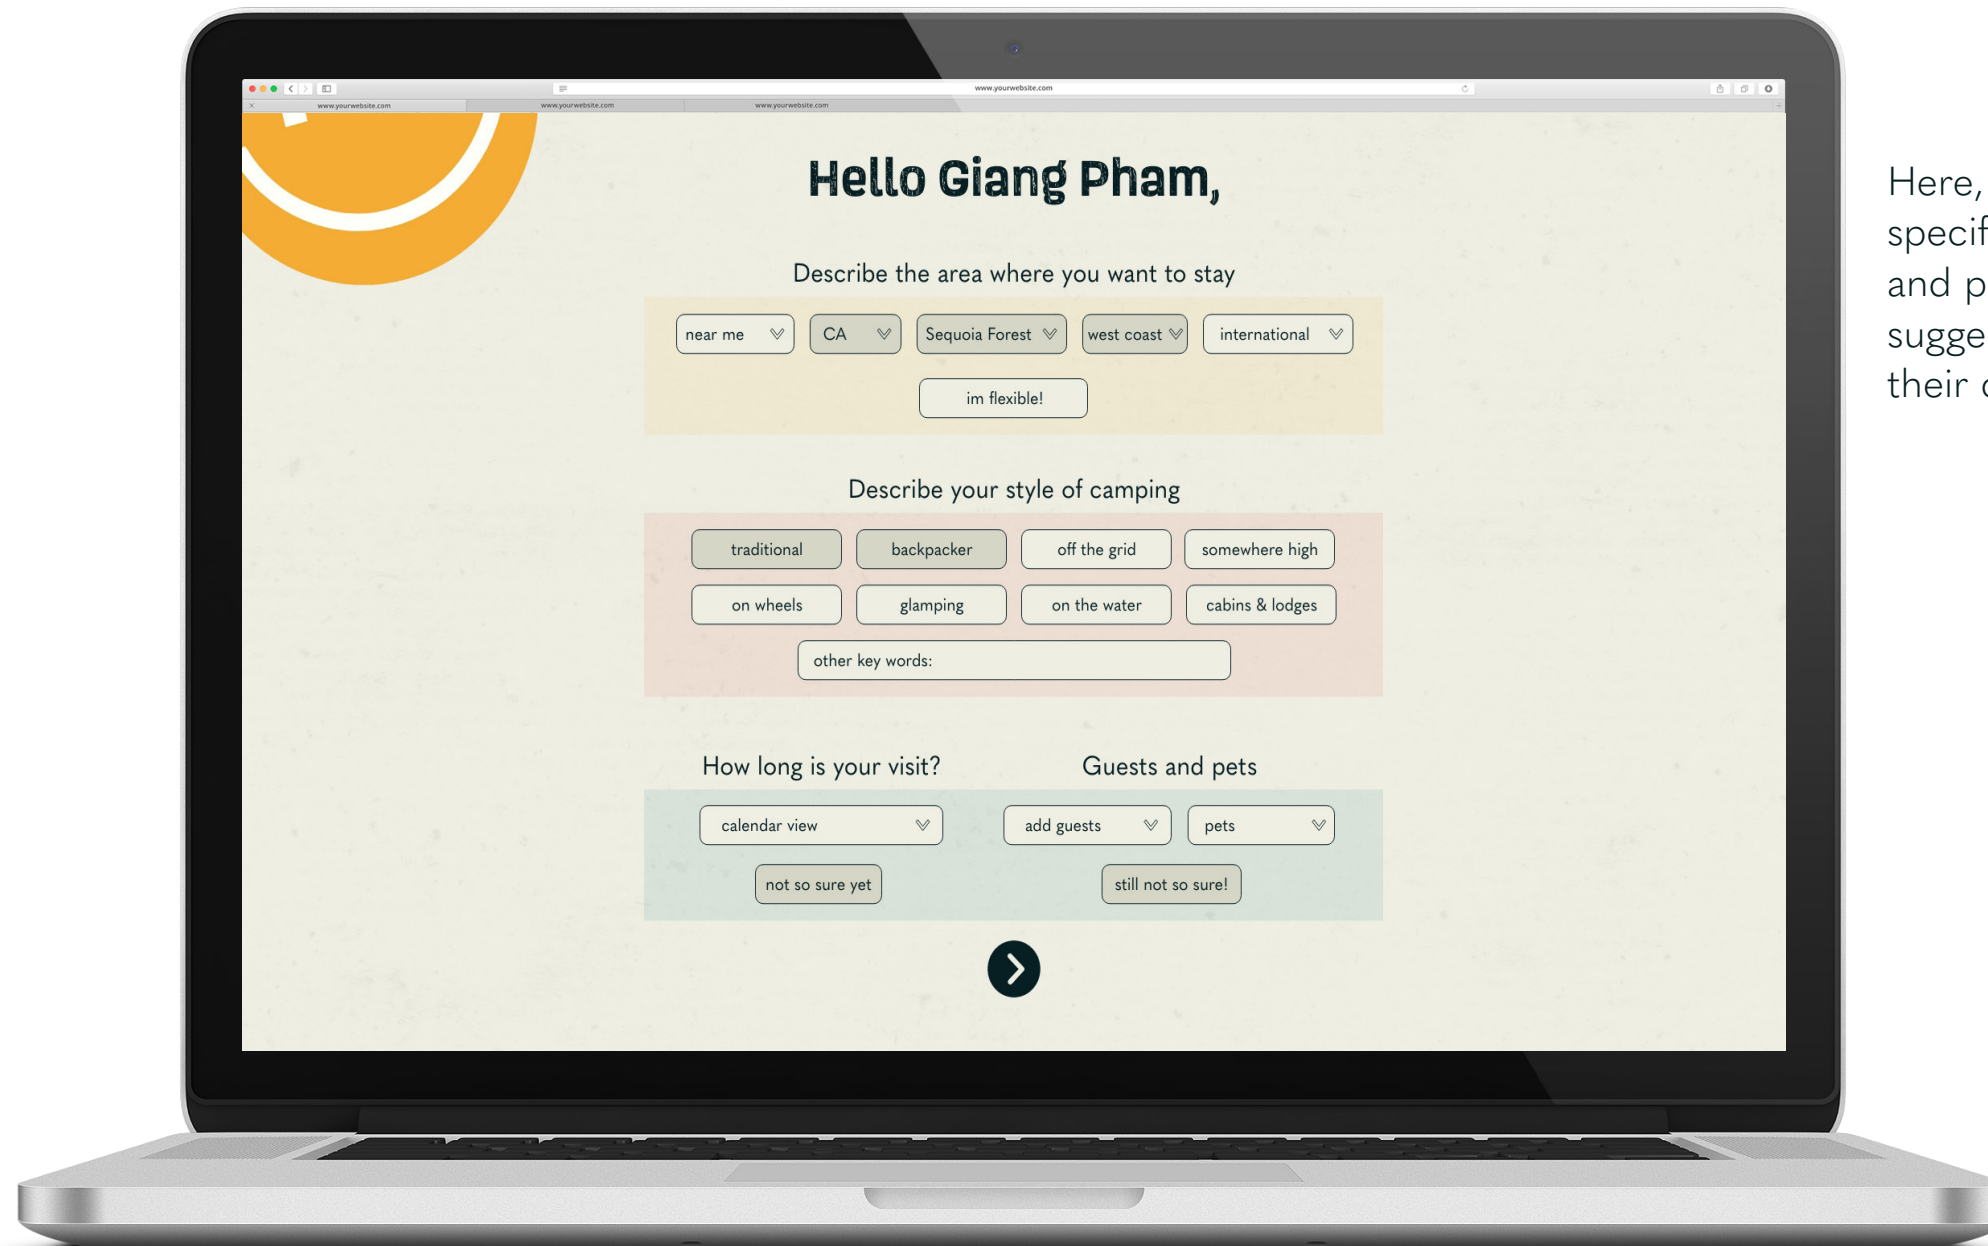 www.yourwebsite.com
www.yourwebsite.com www.yourwebsite.com www.yourwebsite.com
Hello Giang Pham,
Describe the area where you want to stay
near me CA Sequoia Forest west coast international
im flexible!
Describe your style of camping
traditional backpacker off the grid somewhere high
on wheels glamping on the water cabins & lodges
other key words:
How long is your visit? Guests and pets
calendar view add guests pets
not so sure yet still not so sure!
Here,
and
their